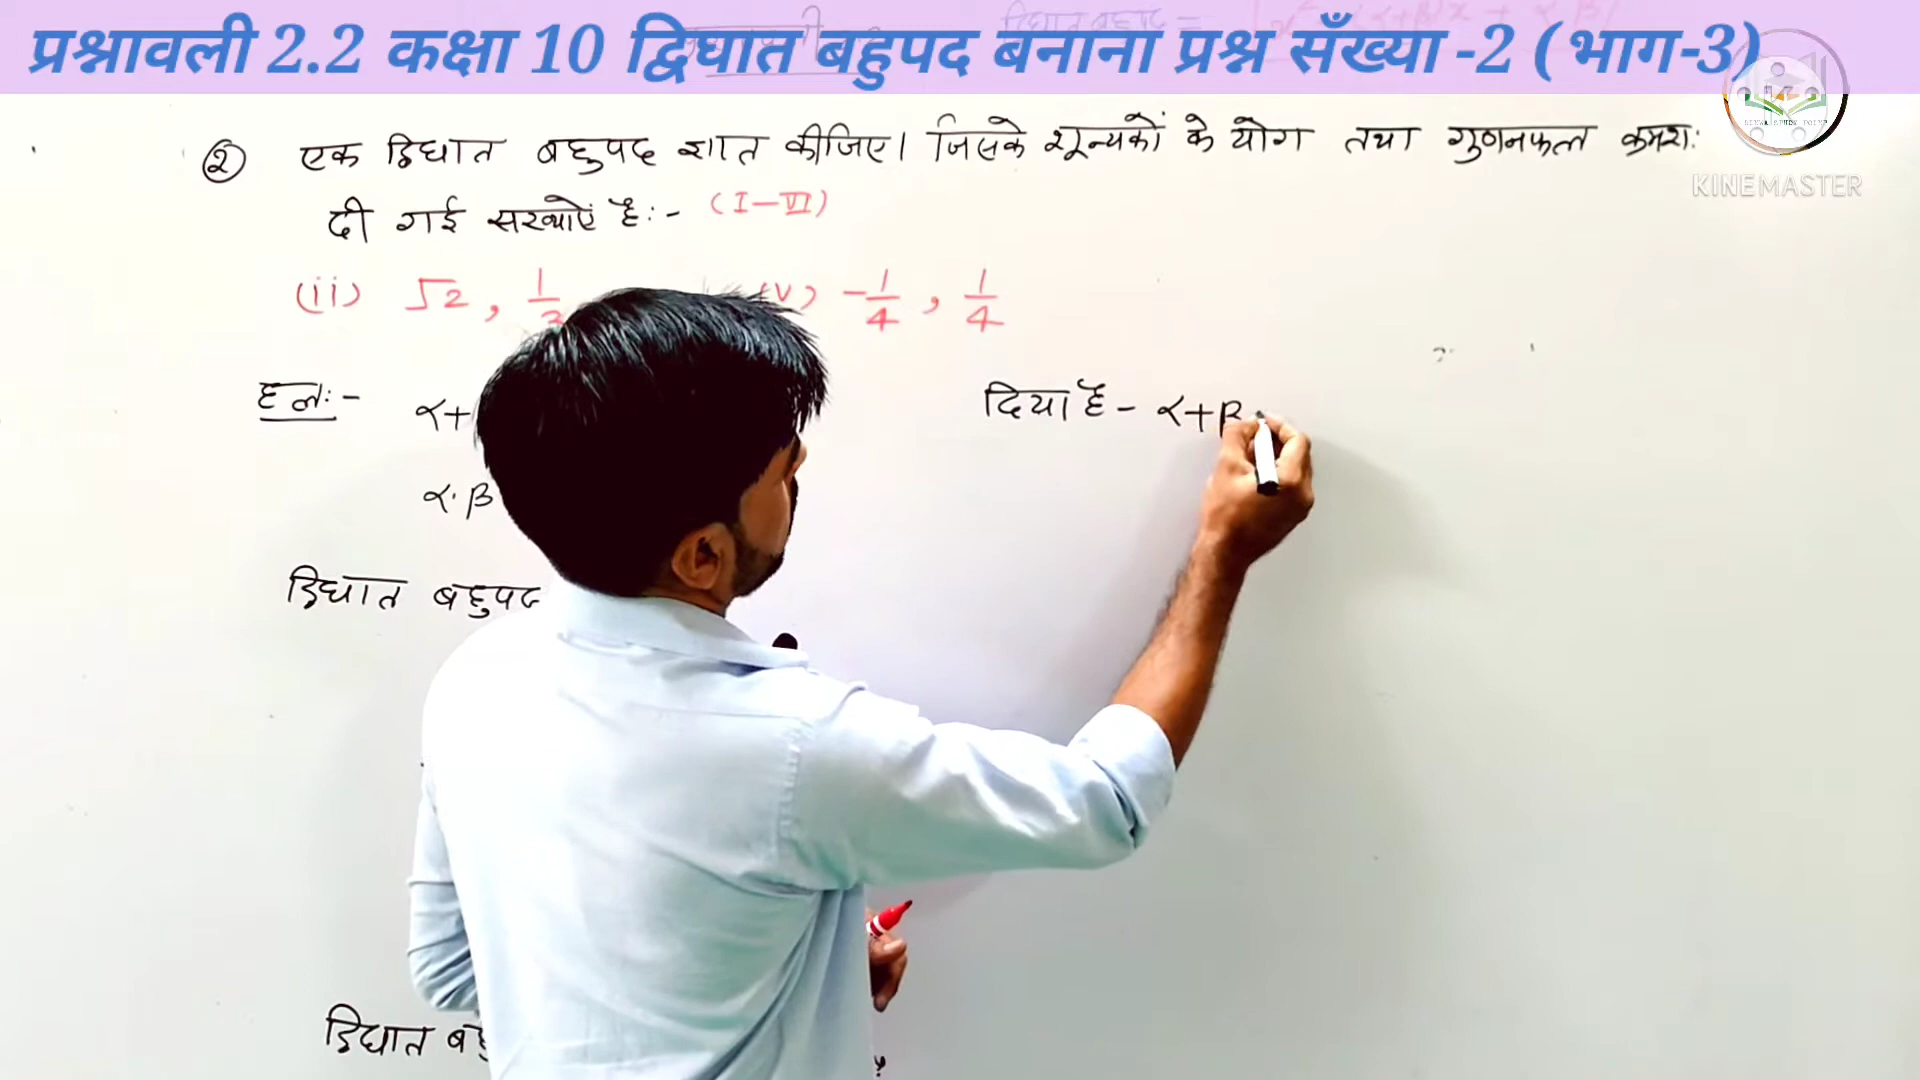 प्रश्नावली 2.2 कक्षा 10 द्विघात बहुपद बनाना प्रश्न सँख्या -2 ( भाग-3)
KINEMASTER
② एक द्विघात बहुपद ज्ञात कीजिए। जिसके शून्यकों के योग तथा गुणनफल क्रमशः
दी गई संख्याएं है:- (I-VI)
(ii) √2, 1/3 (v) -1/4, 1/4
हल:- α+ दिया है - α+β
α.β
द्विघात बहुपद
द्विघात